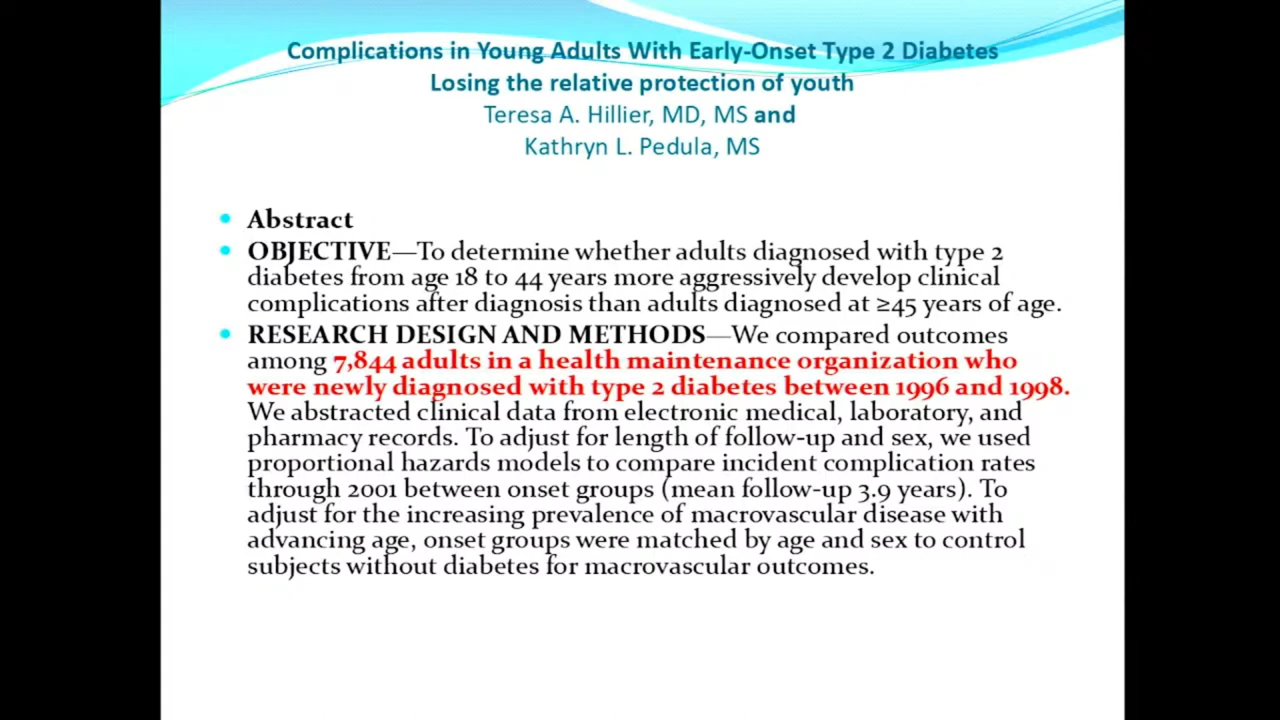 Complications in Young Adults With Early-Onset Type 2 Diabetes
Losing the relative protection of youth
Teresa A. Hillier, MD, MS and
Kathryn L. Pedula, MS
• Abstract
• OBJECTIVE—To determine whether adults diagnosed with type 2
diabetes from age 18 to 44 years more aggressively develop clinical
complications after diagnosis than adults diagnosed at ≥45 years of age.
• RESEARCH DESIGN AND METHODS—We compared outcomes
among 7,844 adults in a health maintenance organization who
were newly diagnosed with type 2 diabetes between 1996 and 1998.
We abstracted clinical data from electronic medical, laboratory, and
pharmacy records. To adjust for length of follow-up and sex, we used
proportional hazards models to compare incident complication rates
through 2001 between onset groups (mean follow-up 3.9 years). To
adjust for the increasing prevalence of macrovascular disease with
advancing age, onset groups were matched by age and sex to control
subjects without diabetes for macrovascular outcomes.